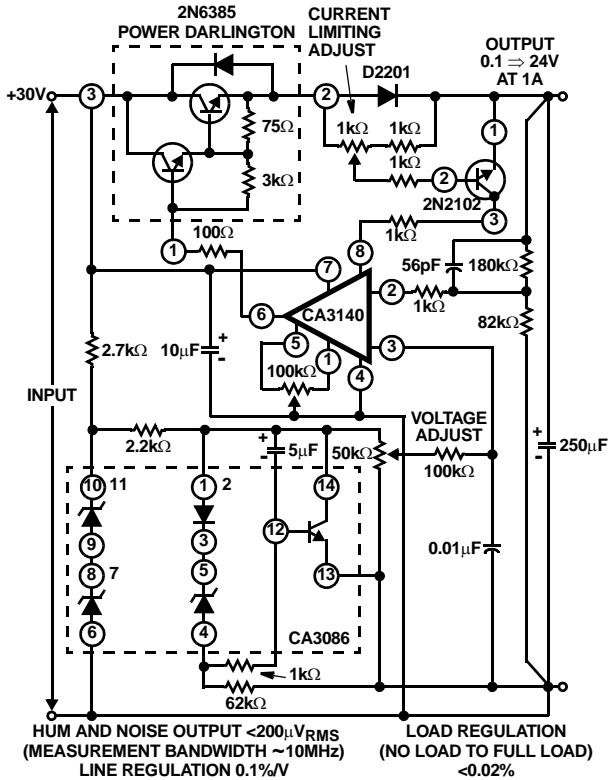 2N6385
POWER DARLINGTON
CURRENT
LIMITING
ADJUST
OUTPUT
0.1 ⇒ 24V
AT 1A
D2201
+30V
3
2
75Ω
3kΩ
1kΩ
1kΩ
1kΩ
1
2
2N2102
3
1
100Ω
8
1kΩ
7
56pF
180kΩ
6
CA3140
2
1kΩ
82kΩ
2.7kΩ
10μF
+
-
5
1
3
100kΩ
4
INPUT
VOLTAGE
ADJUST
2.2kΩ
+
-
5μF
50kΩ
100kΩ
+
-
250μF
10
11
1
2
14
9
3
12
0.01μF
8
7
5
13
6
4
CA3086
1kΩ
62kΩ
HUM AND NOISE OUTPUT <200μVRMS
(MEASUREMENT BANDWIDTH ~10MHz)
LINE REGULATION 0.1%/V
LOAD REGULATION
(NO LOAD TO FULL LOAD)
<0.02%